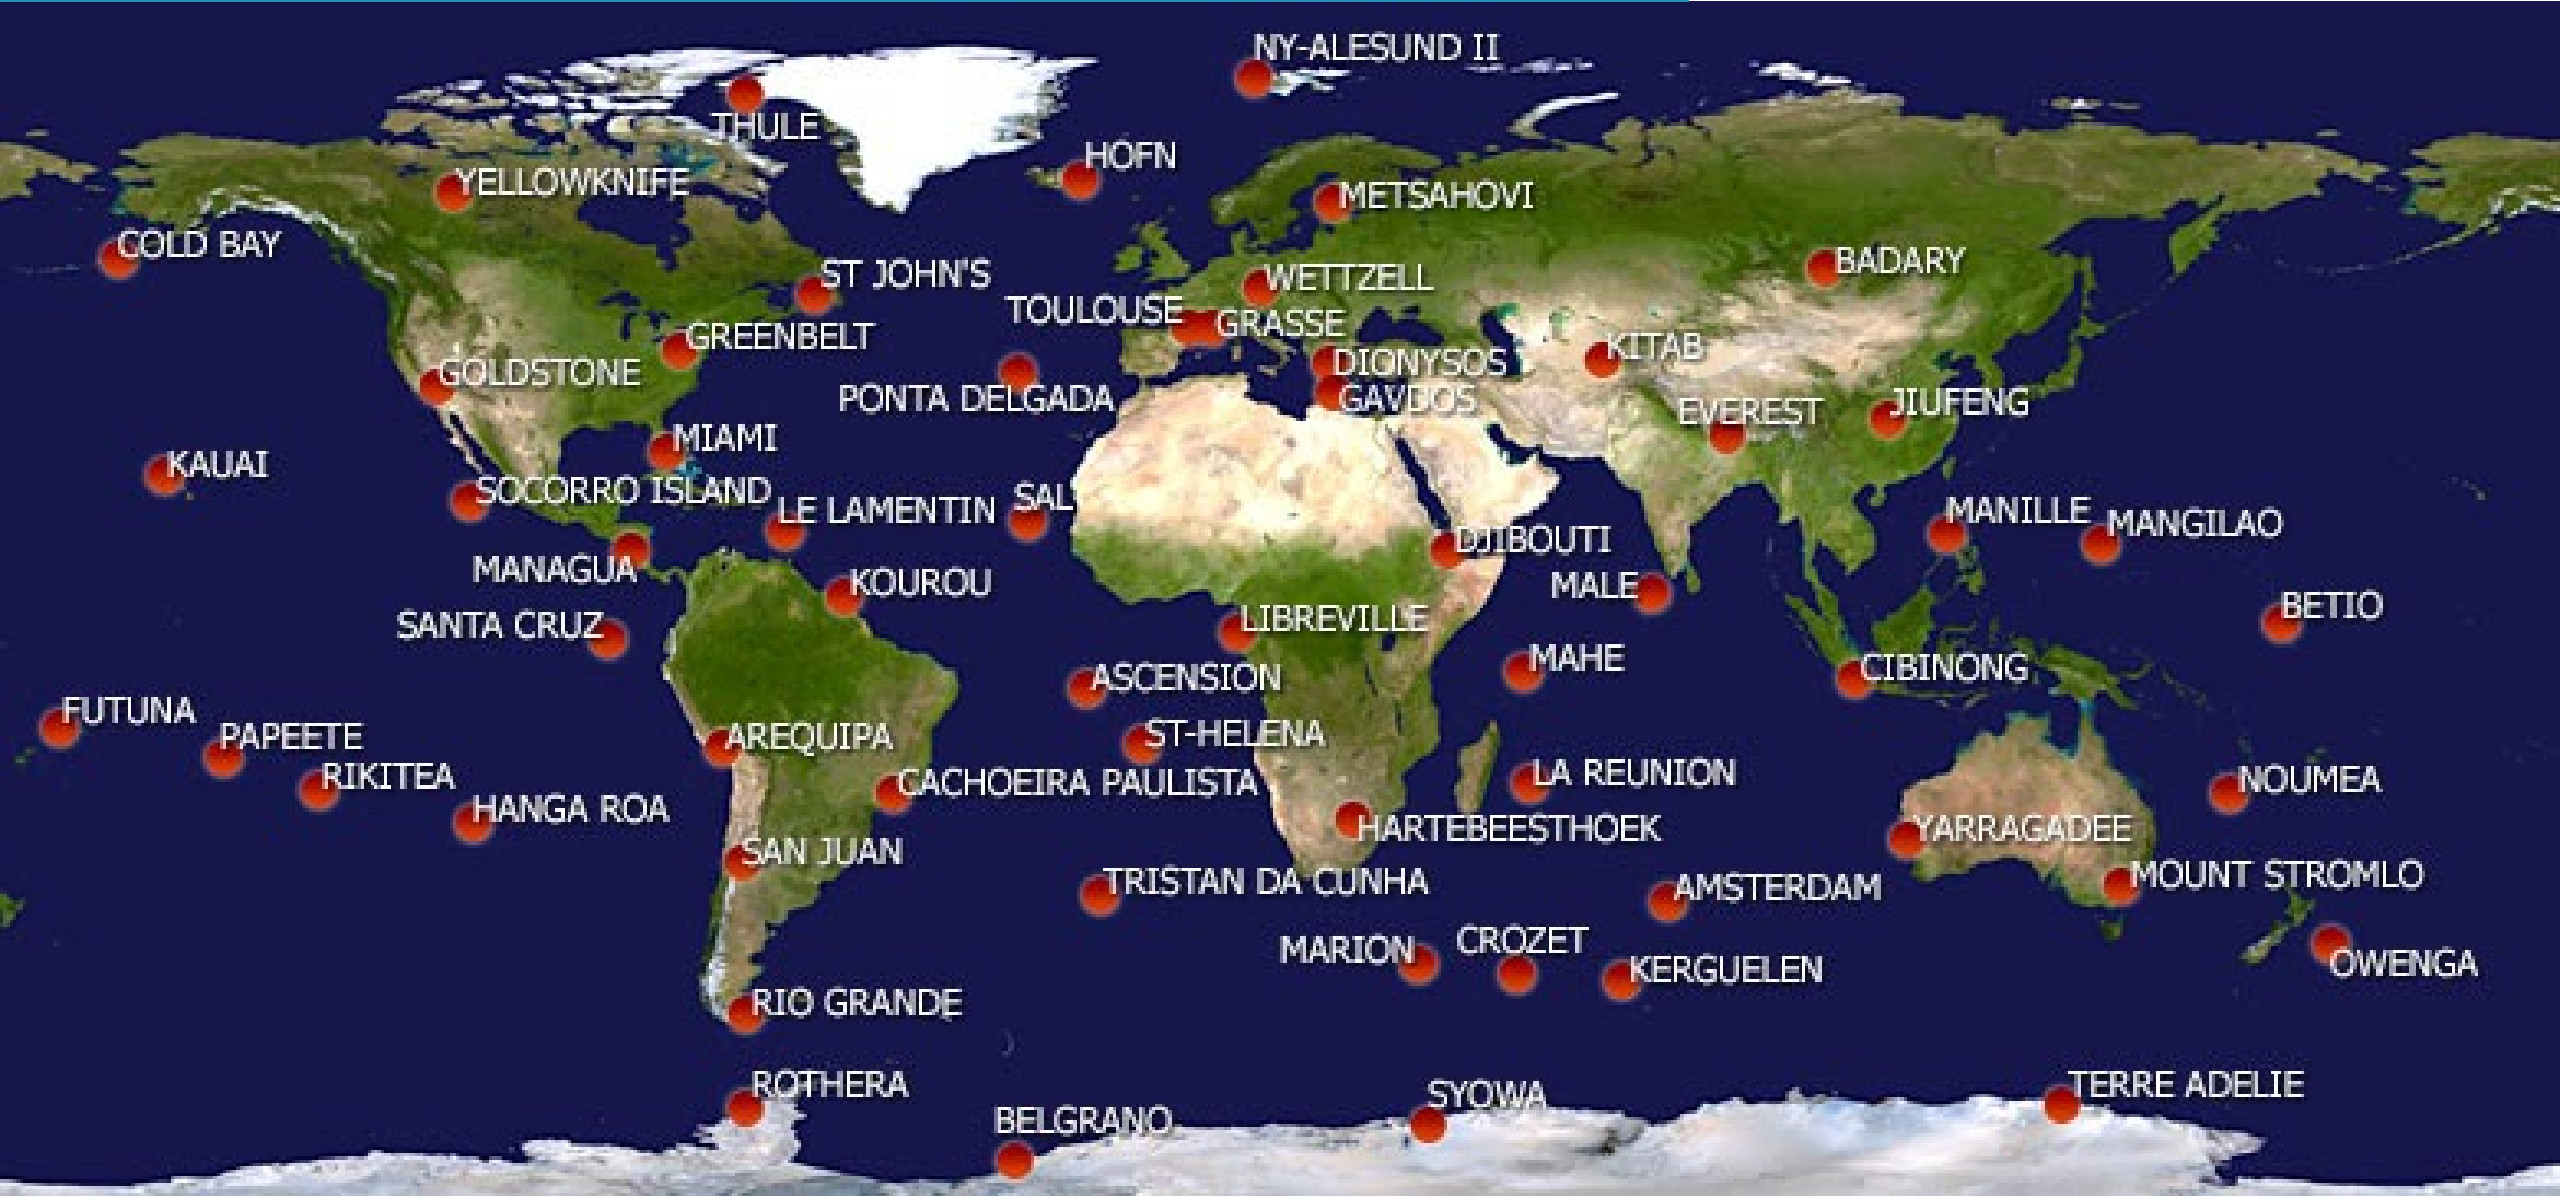 NY-ALESUND II
THULE
HOFN
YELLOWKNIFE
METSAHOVI
COLD BAY
BADARY
ST JOHN'S
WETTZELL
TOULOUSE
GRASSE
GREENBELT
KITAB
DIONYSOS
GOLDSTONE
PONTA DELGADA
GAVDOS
JIUFENG
EVEREST
MIAMI
KAUAI
SOCORRO ISLAND
SAL
LE LAMENTIN
MANILLE
MANGILAO
DJIBOUTI
MANAGUA
KOUROU
MALE
BETIO
LIBREVILLE
SANTA CRUZ
MAHE
CIBINONG
ASCENSION
FUTUNA
PAPEETE
AREQUIPA
ST-HELENA
RIKITEA
LA REUNION
NOUMEA
CACHOEIRA PAULISTA
HANGA ROA
HARTEBEESTHOEK
YARRAGADEE
SAN JUAN
MOUNT STROMLO
TRISTAN DA CUNHA
AMSTERDAM
CROZET
MARION
OWENGA
KERGUELEN
RIO GRANDE
ROTHERA
TERRE ADELIE
SYOWA
BELGRANO